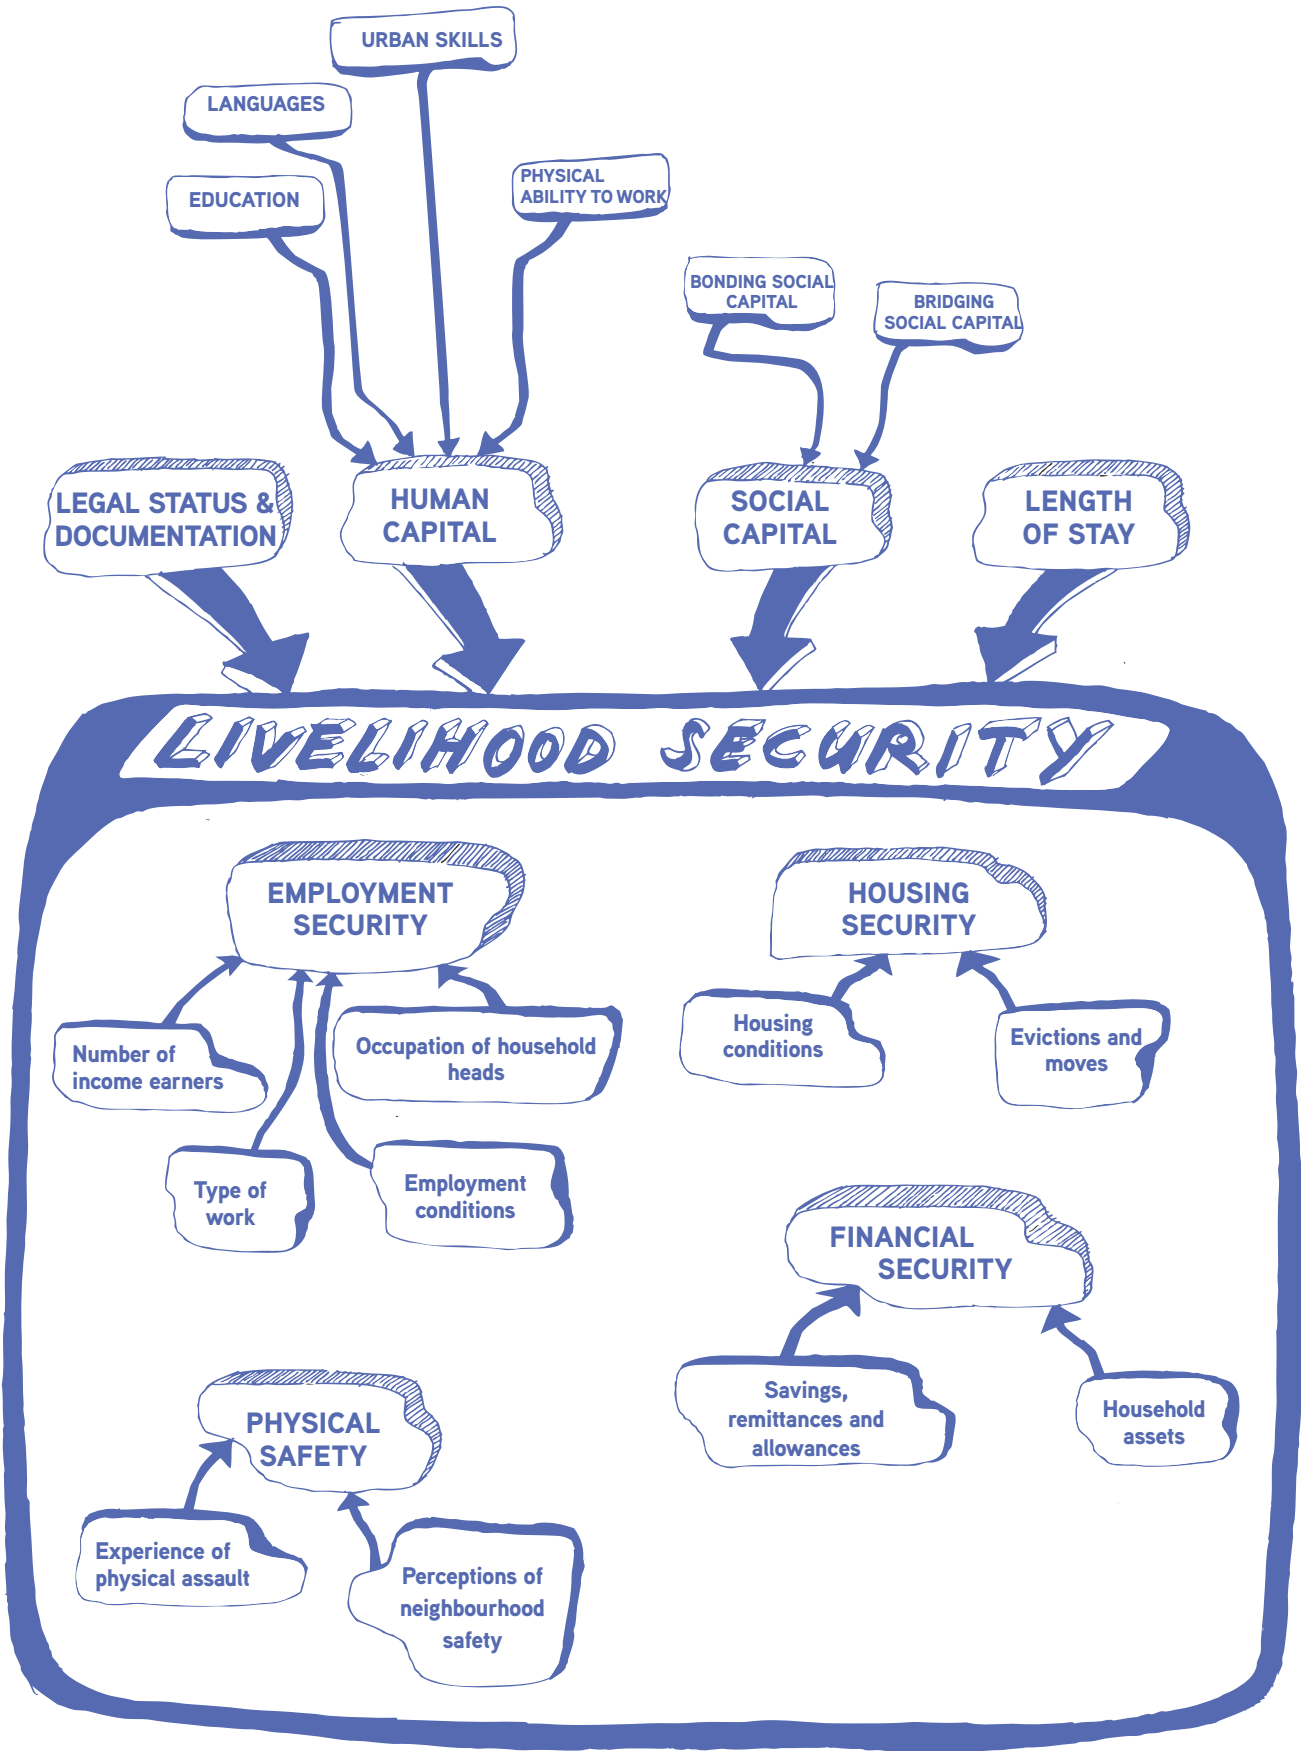 URBAN SKILLS
LANGUAGES
EDUCATION
PHYSICAL
ABILITY TO WORK
BONDING SOCIAL
CAPITAL
BRIDGING
SOCIAL CAPITAL
LEGAL STATUS &
DOCUMENTATION
HUMAN
CAPITAL
SOCIAL
CAPITAL
LENGTH
OF STAY
LIVELIHOOD SECURITY
EMPLOYMENT
SECURITY
HOUSING
SECURITY
Number of
income earners
Occupation of household
heads
Housing
conditions
Evictions and
moves
Type of
work
Employment
conditions
FINANCIAL
SECURITY
Savings,
remittances and
allowances
Household
assets
PHYSICAL
SAFETY
Experience of
physical assault
Perceptions of
neighbourhood
safety